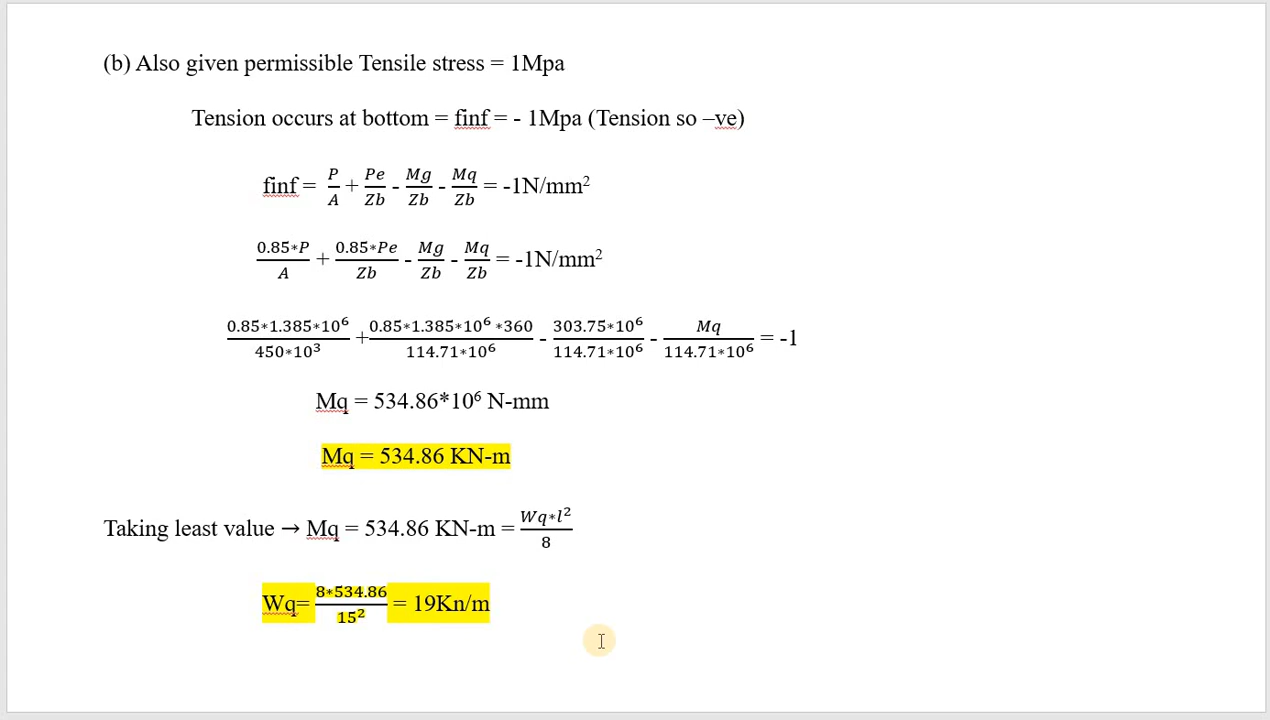 (b) Also given permissible Tensile stress = 1Mpa
Tension occurs at bottom = finf = - 1Mpa (Tension so –ve)
finf = P/A + Pe/Zb - Mg/Zb - Mq/Zb = -1N/mm²
0.85*P/A + 0.85*Pe/Zb - Mg/Zb - Mq/Zb = -1N/mm²
0.85*1.385*10⁶/450*10³ + 0.85*1.385*10⁶ *360/114.71*10⁶ - 303.75*10⁶/114.71*10⁶ - Mq/114.71*10⁶ = -1
Mq = 534.86*10⁶ N-mm
Mq = 534.86 KN-m
Taking least value → Mq = 534.86 KN-m = Wq*l²/8
Wq= 8*534.86/15² = 19Kn/m